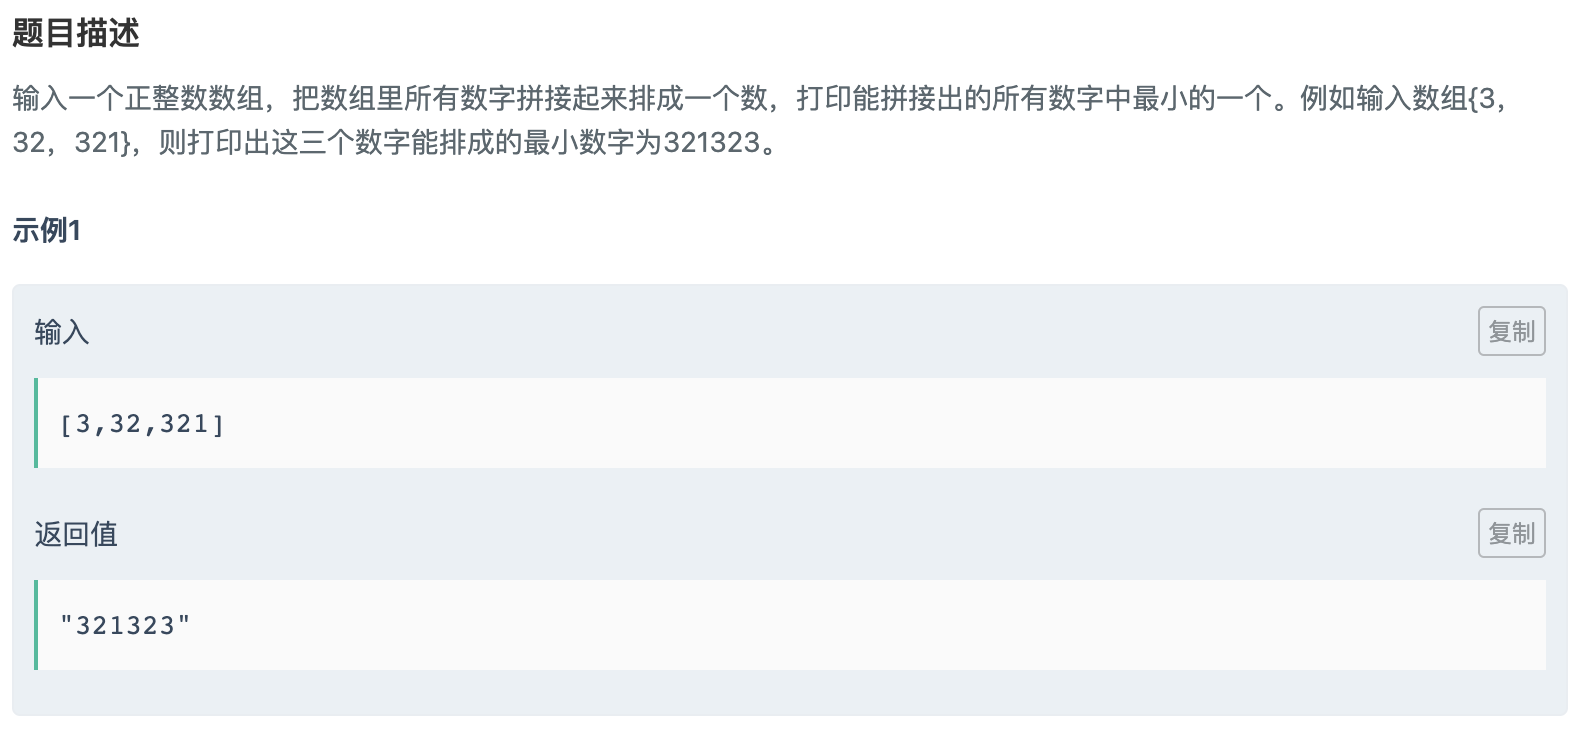 题目描述
输入一个正整数数组，把数组里所有数字拼接起来排成一个数，打印能拼接出的所有数字中最小的一个。例如输入数组{3，
32，321}，则打印出这三个数字能排成的最小数字为321323。
示例1
输入
复制
[3,32,321]
返回值
复制
"321323"